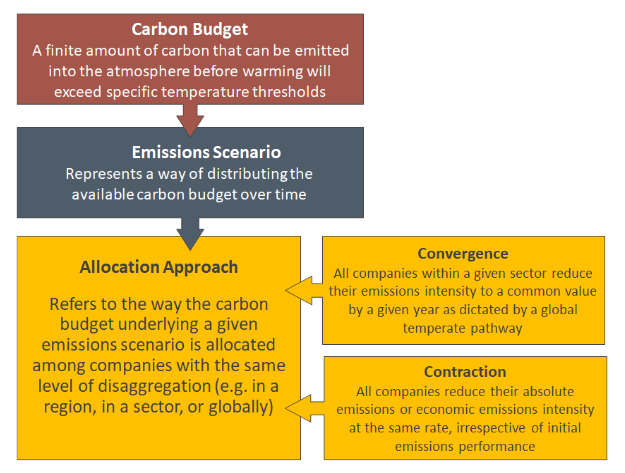 Carbon Budget
A finite amount of carbon that can be emitted
into the atmosphere before warming will
exceed specific temperature thresholds
Emissions Scenario
Represents a way of distributing the
available carbon budget over time
Allocation Approach
Refers to the way the carbon
budget underlying a given
emissions scenario is allocated
among companies with the same
level of disaggregation (e.g. in a
region, in a sector, or globally)
Convergence
All companies within a given sector reduce
their emissions intensity to a common value
by a given year as dictated by a global
temperate pathway
Contraction
All companies reduce their absolute
emissions or economic emissions intensity
at the same rate, irrespective of initial
emissions performance